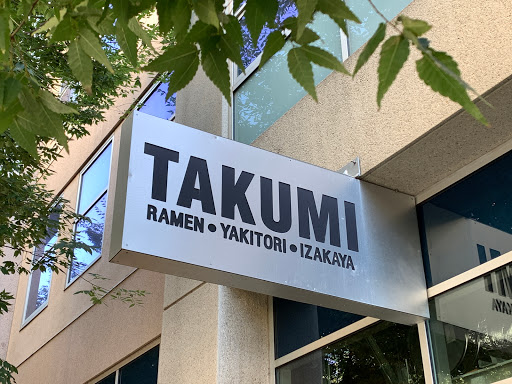 TAKUMI
RAMEN • YAKITORI • IZAKAYA